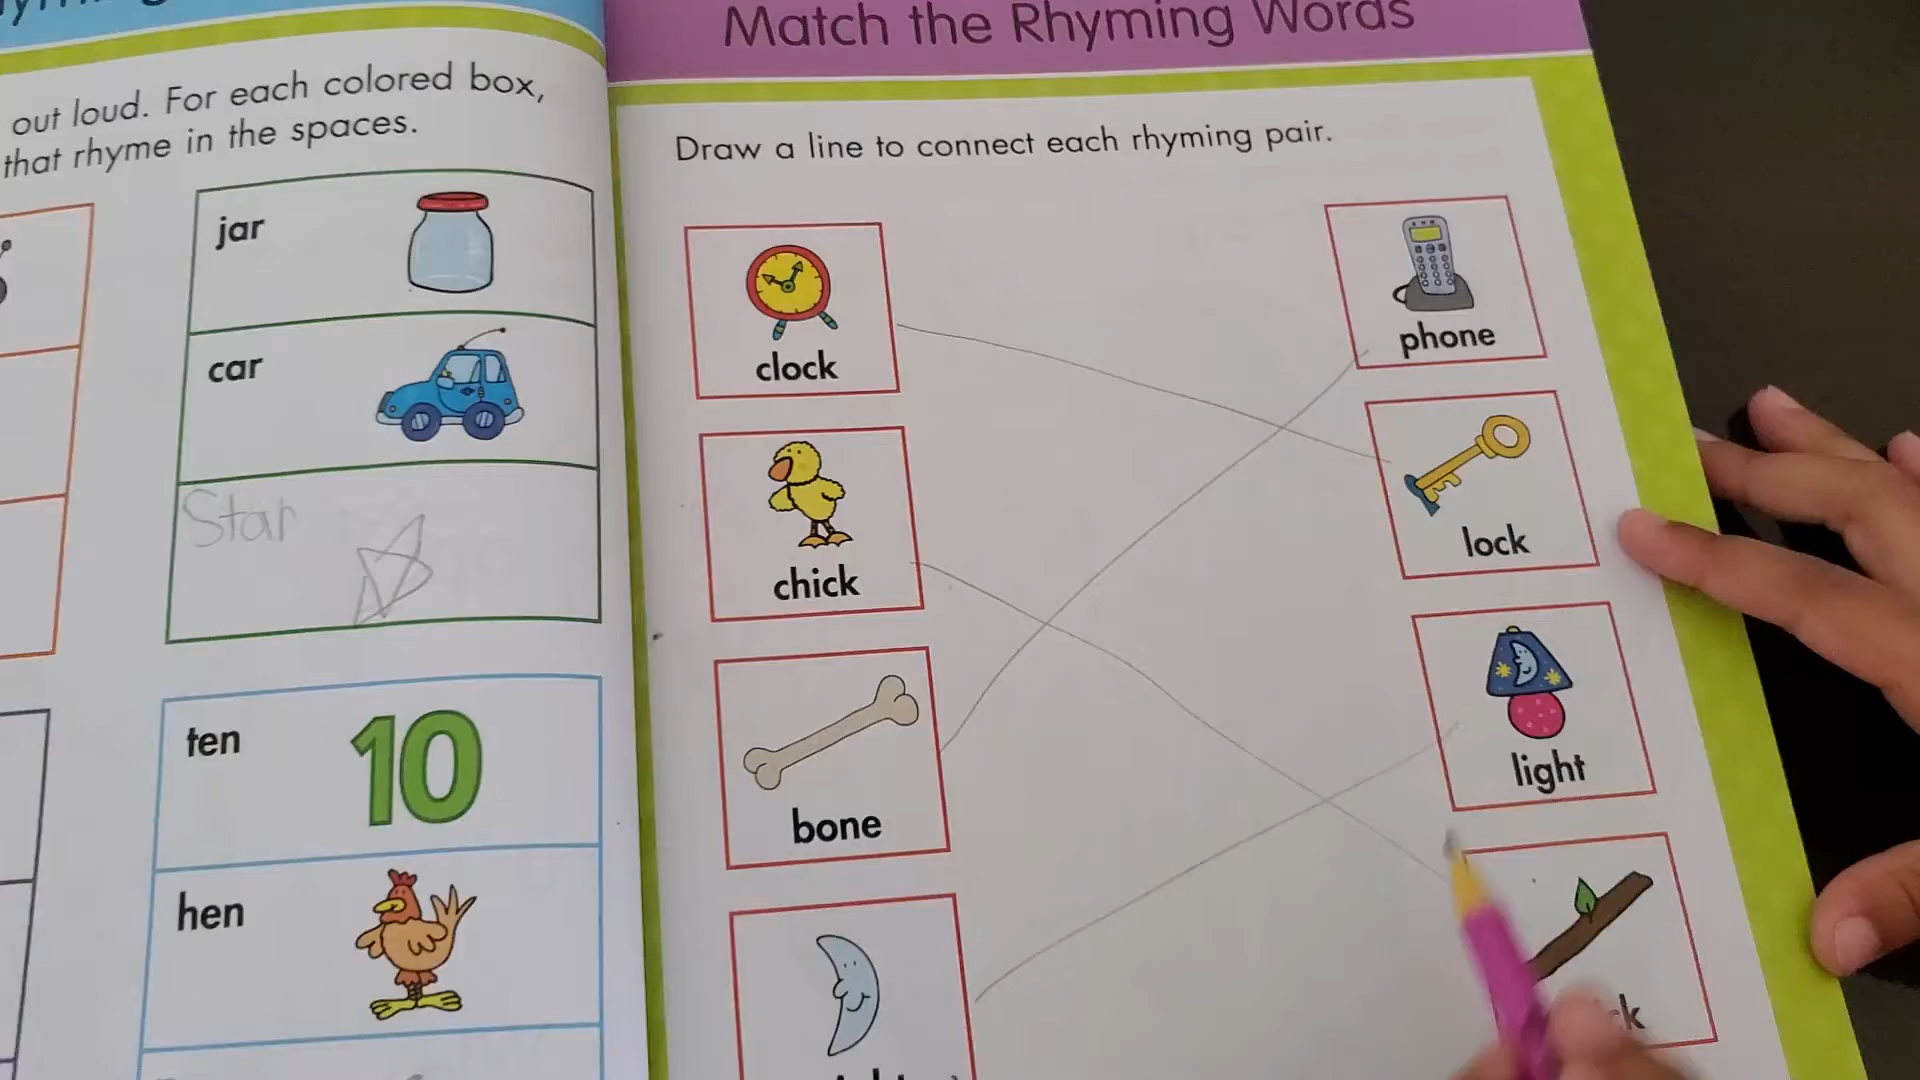 out loud. For each colored box,
that rhyme in the spaces.
jar
car
Star
ten
10
hen
Match the Rhyming Words
Draw a line to connect each rhyming pair.
clock
phone
chick
lock
bone
light